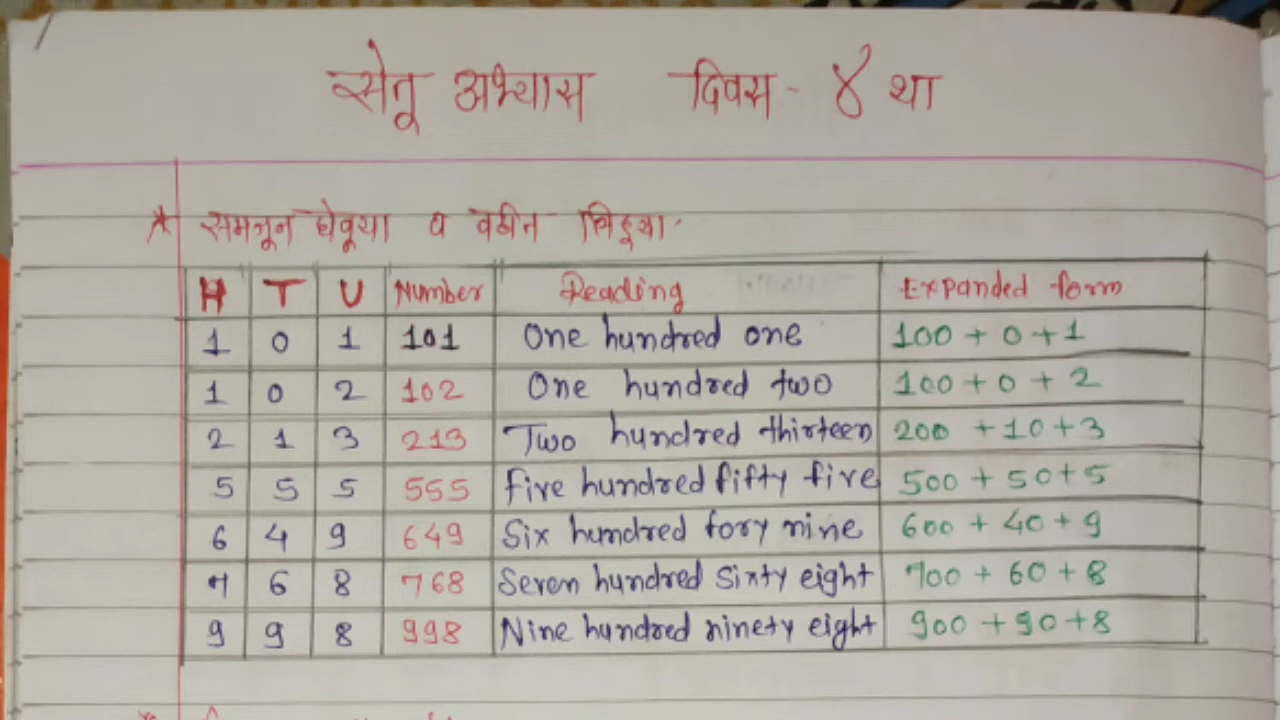 सेतू अभ्यास दिवस - ४ था
* समजून घेवूया व वहीत लिहूया.
H T U Number Reading Expanded form
1 0 1 101 One hundred one 100 + 0 + 1
1 0 2 102 One hundred two 100 + 0 + 2
2 1 3 213 Two hundred thirteen 200 + 10 + 3
5 5 5 555 Five hundred fifty five 500 + 50 + 5
6 4 9 649 Six hundred fory nine 600 + 40 + 9
7 6 8 768 Seven hundred sixty eight 700 + 60 + 8
9 9 8 998 Nine hundred ninety eight 900 + 90 + 8